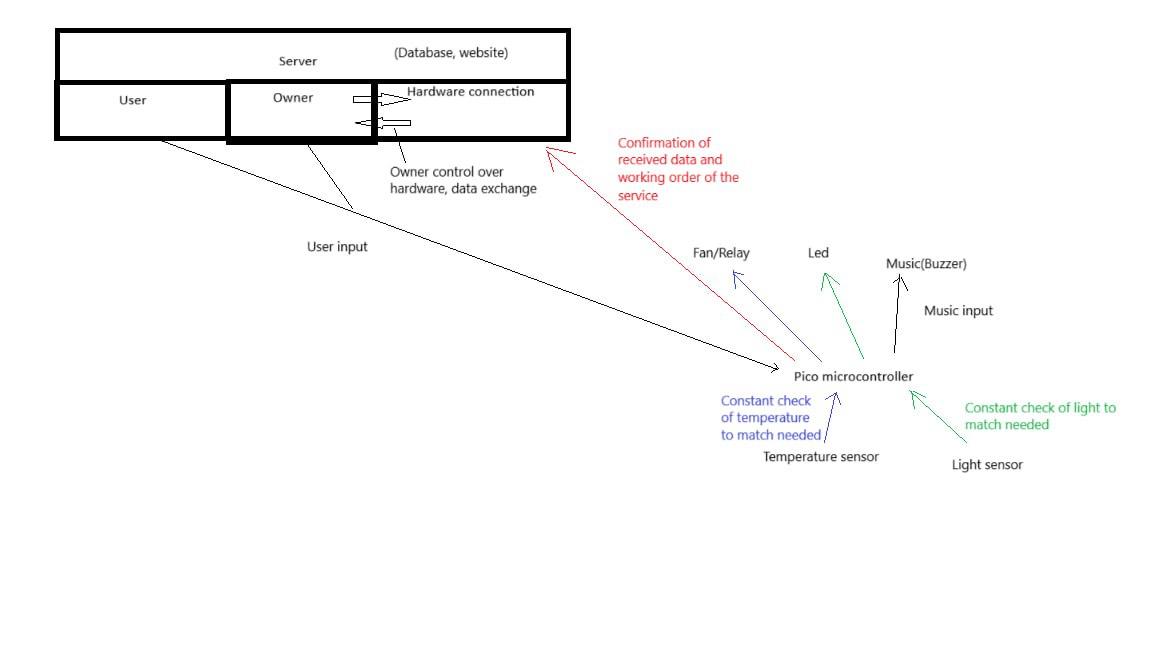 (Database, website)
Server
User
Owner
Hardware connection
Owner control over
hardware, data exchange
User input
Confirmation of
received data and
working order of the
service
Fan/Relay
Led
Music(Buzzer)
Music input
Pico microcontroller
Constant check
of temperature
to match needed
Constant check of light to
match needed
Temperature sensor
Light sensor